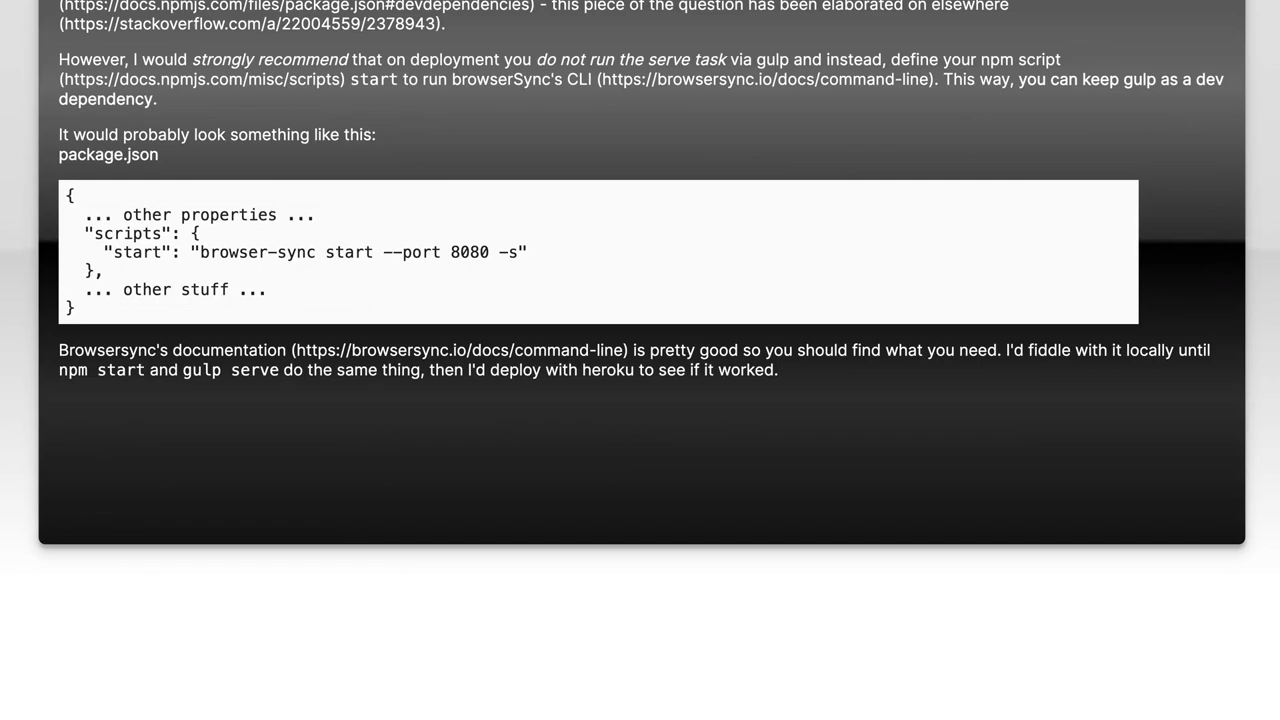 (https://docs.npmjs.com/files/package.json#devdependencies) - this piece of the question has been elaborated on elsewhere
(https://stackoverflow.com/a/22004559/2378943).
However, I would strongly recommend that on deployment you do not run the serve task via gulp and instead, define your npm script
(https://docs.npmjs.com/misc/scripts) start to run browserSync's CLI (https://browsersync.io/docs/command-line). This way, you can keep gulp as a dev
dependency.
It would probably look something like this:
package.json
{
  ... other properties ...
  "scripts": {
    "start": "browser-sync start --port 8080 -s"
  },
  ... other stuff ...
}
Browsersync's documentation (https://browsersync.io/docs/command-line) is pretty good so you should find what you need. I'd fiddle with it locally until
npm start and gulp serve do the same thing, then I'd deploy with heroku to see if it worked.